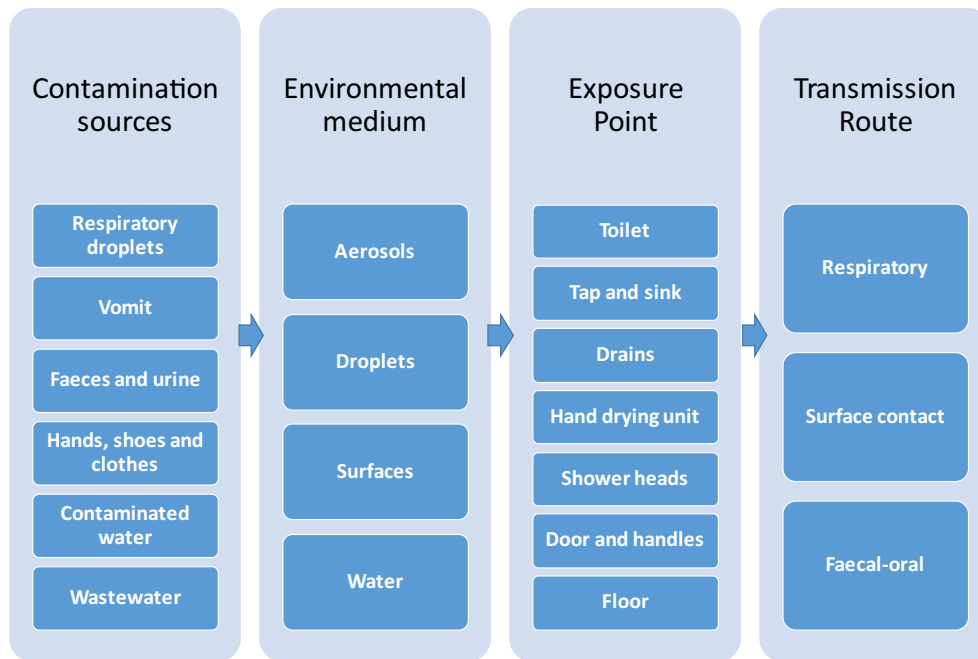 Contamination
sources
Respiratory
droplets
Vomit
Faeces and urine
Hands, shoes and
clothes
Contaminated
water
Wastewater
Environmental
medium
Aerosols
Droplets
Surfaces
Water
Exposure
Point
Toilet
Tap and sink
Drains
Hand drying unit
Shower heads
Door and handles
Floor
Transmission
Route
Respiratory
Surface contact
Faecal-oral